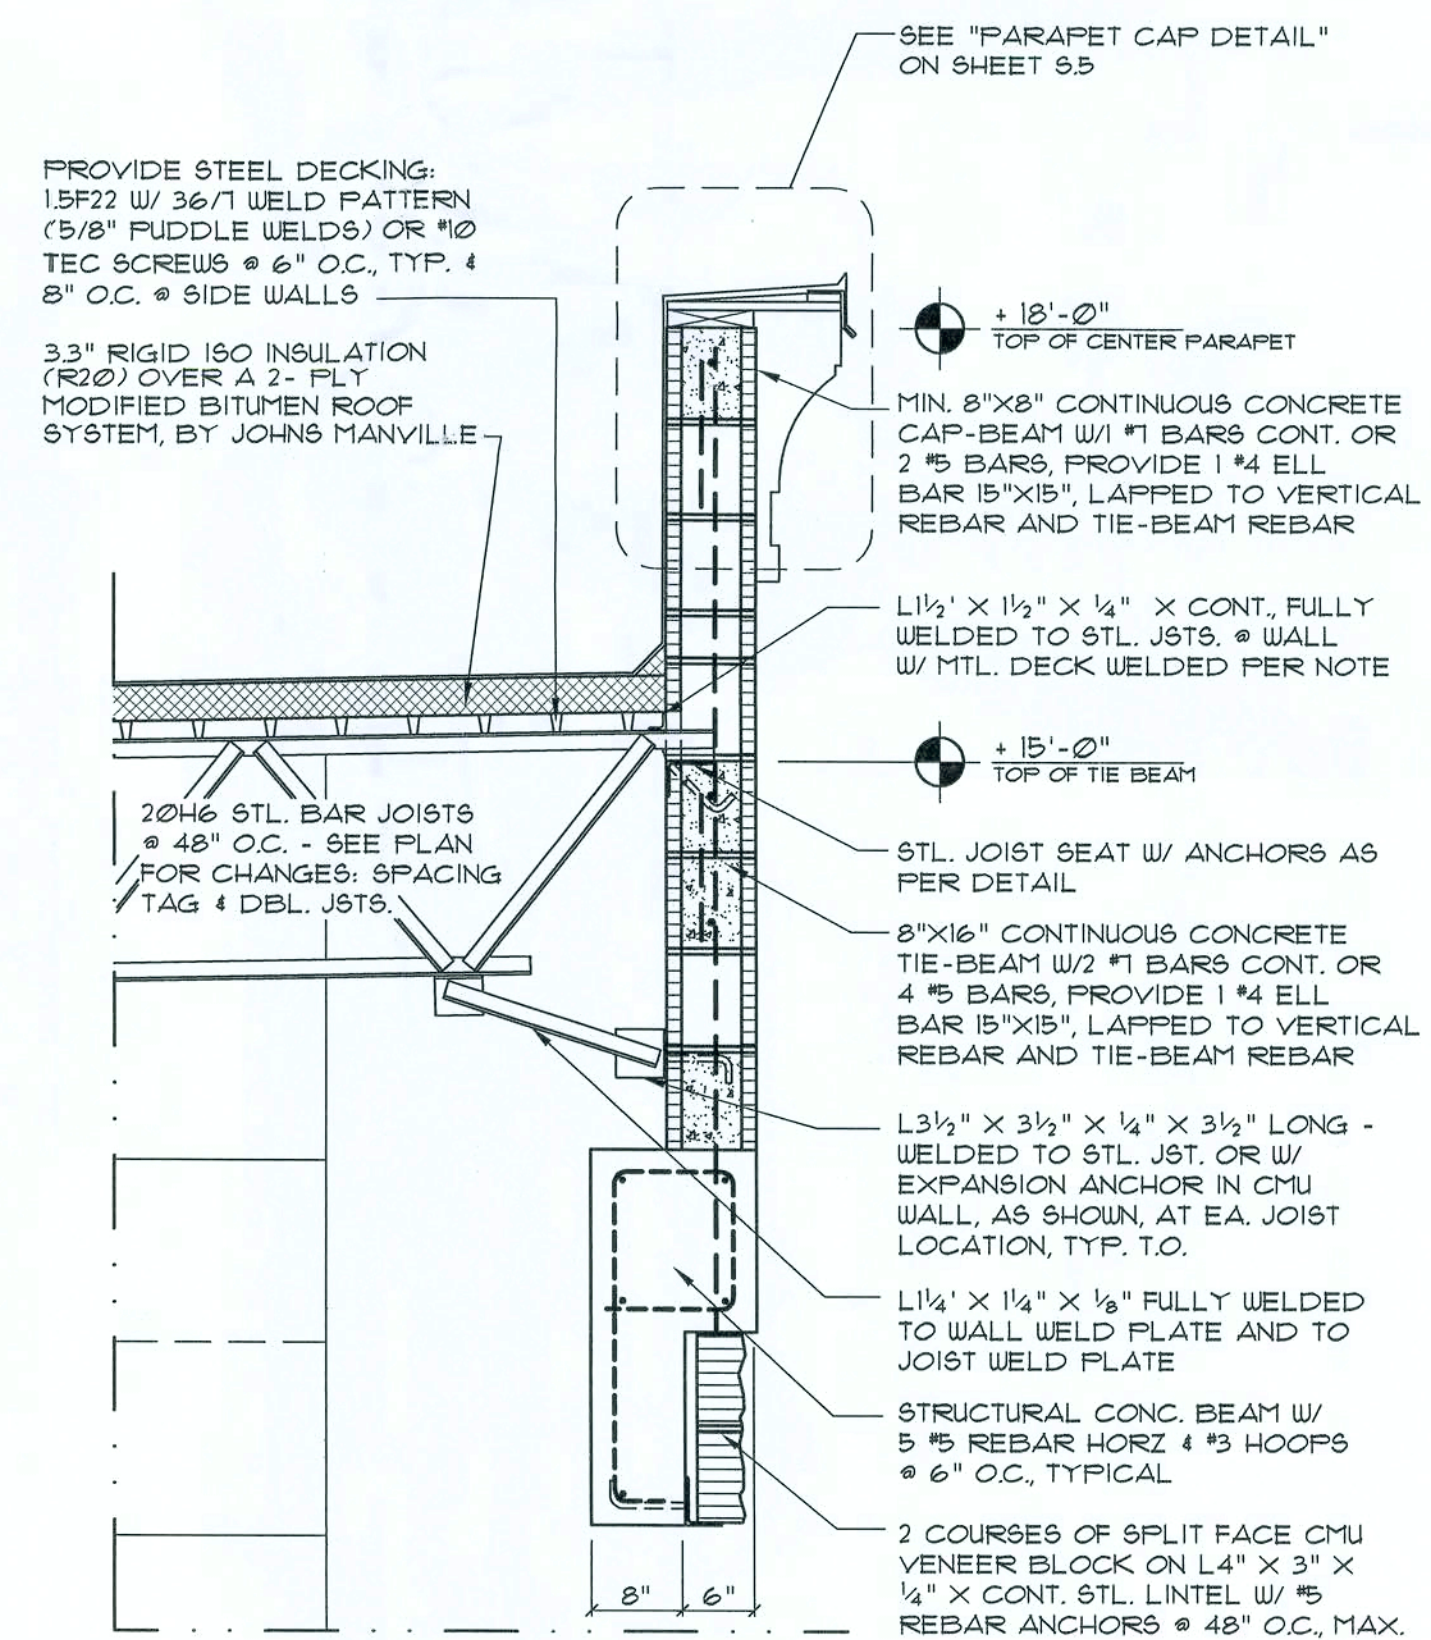 SEE "PARAPET CAP DETAIL"
ON SHEET S.5
PROVIDE STEEL DECKING:
1.5F22 W/ 36/7 WELD PATTERN
(5/8" PUDDLE WELDS) OR #10
TEC SCREWS @ 6" O.C., TYP. &
8" O.C. @ SIDE WALLS
3.3" RIGID ISO INSULATION
(R20) OVER A 2- PLY
MODIFIED BITUMEN ROOF
SYSTEM, BY JOHNS MANVILLE
+ 18'-0"
TOP OF CENTER PARAPET
MIN. 8"X8" CONTINUOUS CONCRETE
CAP-BEAM W/1 #7 BARS CONT. OR
2 #5 BARS, PROVIDE 1 #4 ELL
BAR 15"X15", LAPPED TO VERTICAL
REBAR AND TIE-BEAM REBAR
L1½' X 1½" X ¼" X CONT., FULLY
WELDED TO STL. JSTS. @ WALL
W/ MTL. DECK WELDED PER NOTE
+ 15'-0"
TOP OF TIE BEAM
20H6 STL. BAR JOISTS
@ 48" O.C. - SEE PLAN
FOR CHANGES: SPACING
TAG & DBL. JSTS.
STL. JOIST SEAT W/ ANCHORS AS
PER DETAIL
8"X16" CONTINUOUS CONCRETE
TIE-BEAM W/2 #7 BARS CONT. OR
4 #5 BARS, PROVIDE 1 #4 ELL
BAR 15"X15", LAPPED TO VERTICAL
REBAR AND TIE-BEAM REBAR
L3½" X 3½" X ¼" X 3½" LONG -
WELDED TO STL. JST. OR W/
EXPANSION ANCHOR IN CMU
WALL, AS SHOWN, AT EA. JOIST
LOCATION, TYP. T.O.
L1¼' X 1¼" X ⅛" FULLY WELDED
TO WALL WELD PLATE AND TO
JOIST WELD PLATE
STRUCTURAL CONC. BEAM W/
5 #5 REBAR HORZ & #3 HOOPS
@ 6" O.C., TYPICAL
2 COURSES OF SPLIT FACE CMU
VENEER BLOCK ON L4" X 3" X
¼" X CONT. STL. LINTEL W/ #5
REBAR ANCHORS @ 48" O.C., MAX.
8" 6"